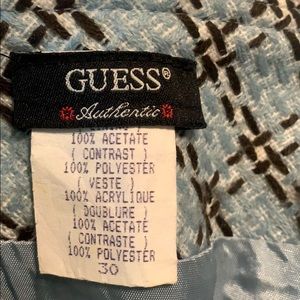 GUESS®
Authentic
100% ACETATE
( CONTRAST )
100% POLYESTER
( VESTE )
100% ACRYLIQUE
( DOUBLURE )
100% ACETATE
( CONTRASTE )
100% POLYESTER
30